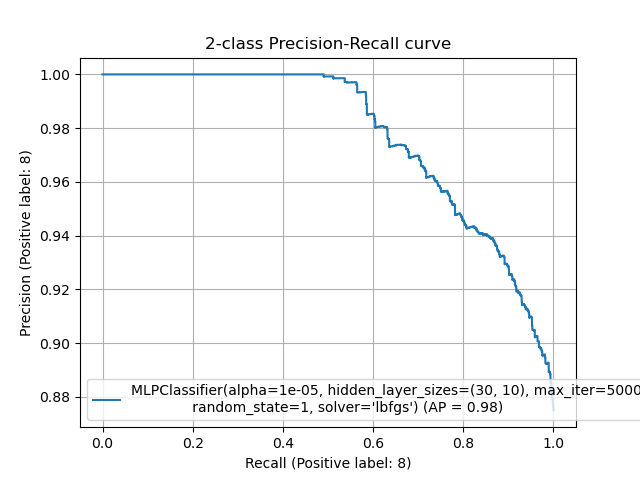 2-class Precision-Recall curve
1.00
0.98
0.96
0.94
0.92
0.90
0.88
Precision (Positive label: 8)
MLPClassifier(alpha=1e-05, hidden_layer_sizes=(30, 10), max_iter=5000
random_state=1, solver='lbfgs') (AP = 0.98)
0.0 0.2 0.4 0.6 0.8 1.0
Recall (Positive label: 8)